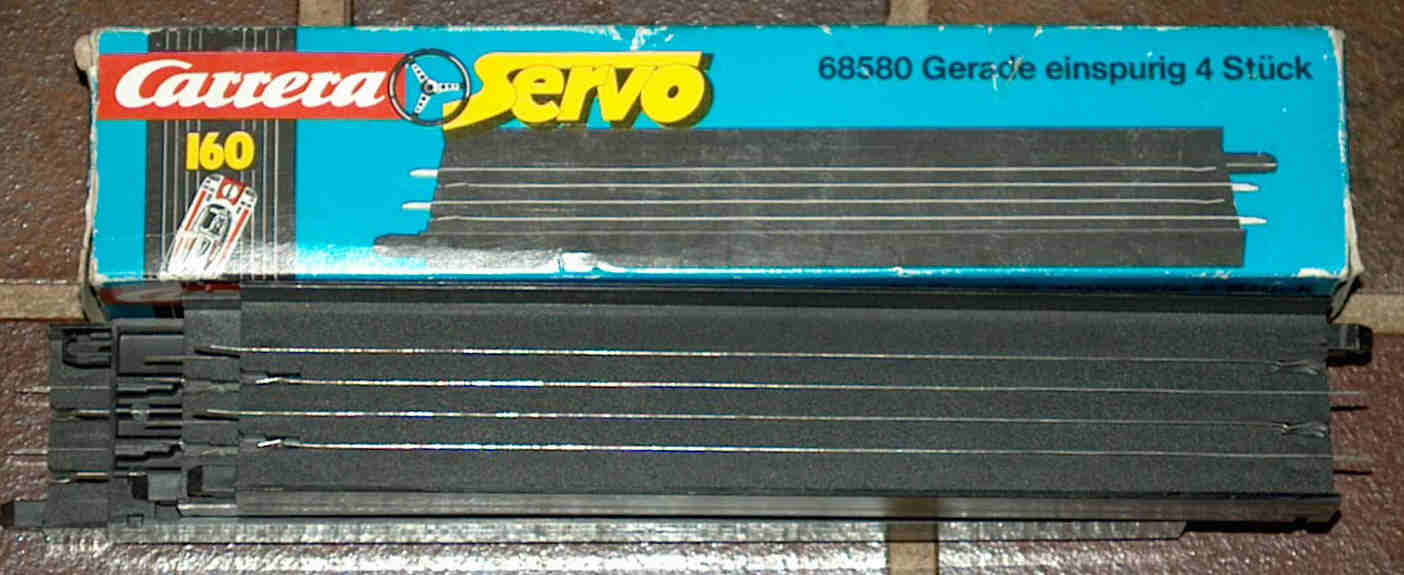 Carrera Servo
68580 Gerade einspurig 4 Stück
160